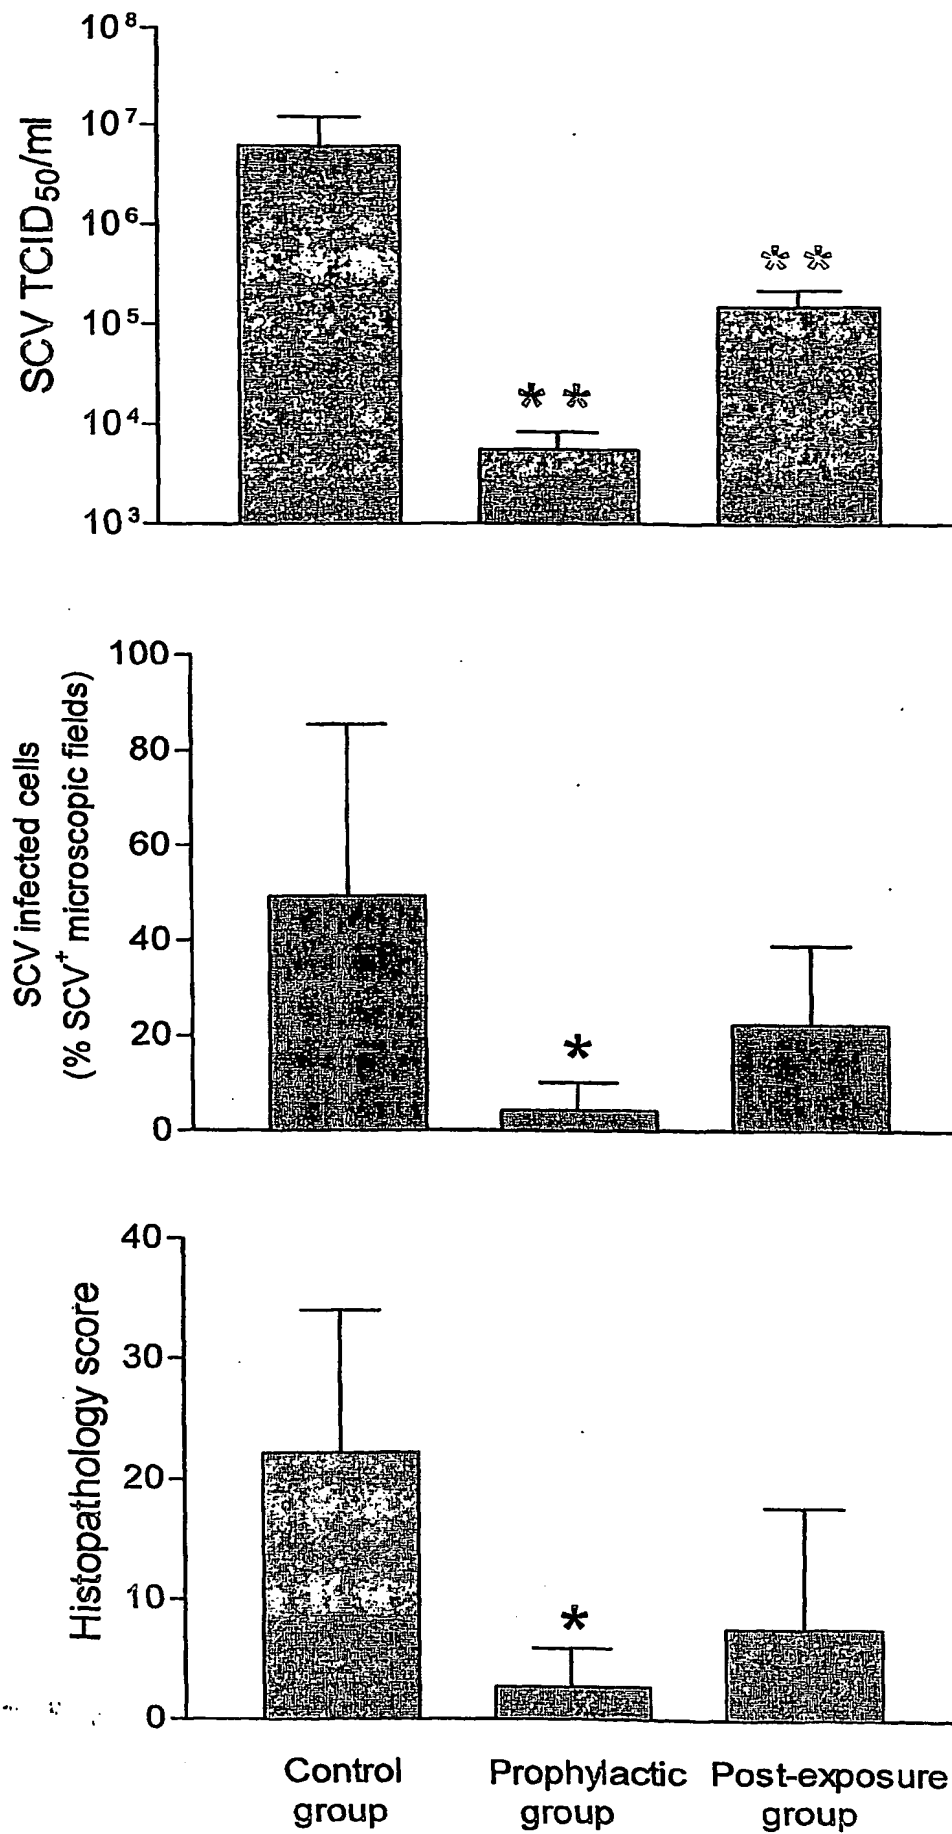 SCV TCID50/ml
10⁸
10⁷
10⁶
10⁵
10⁴
10³
* *
* *
SCV infected cells
(% SCV⁺ microscopic fields)
100
80
60
40
20
0
*
Histopathology score
40
30
20
10
0
*
Control
group
Prophylactic
group
Post-exposure
group